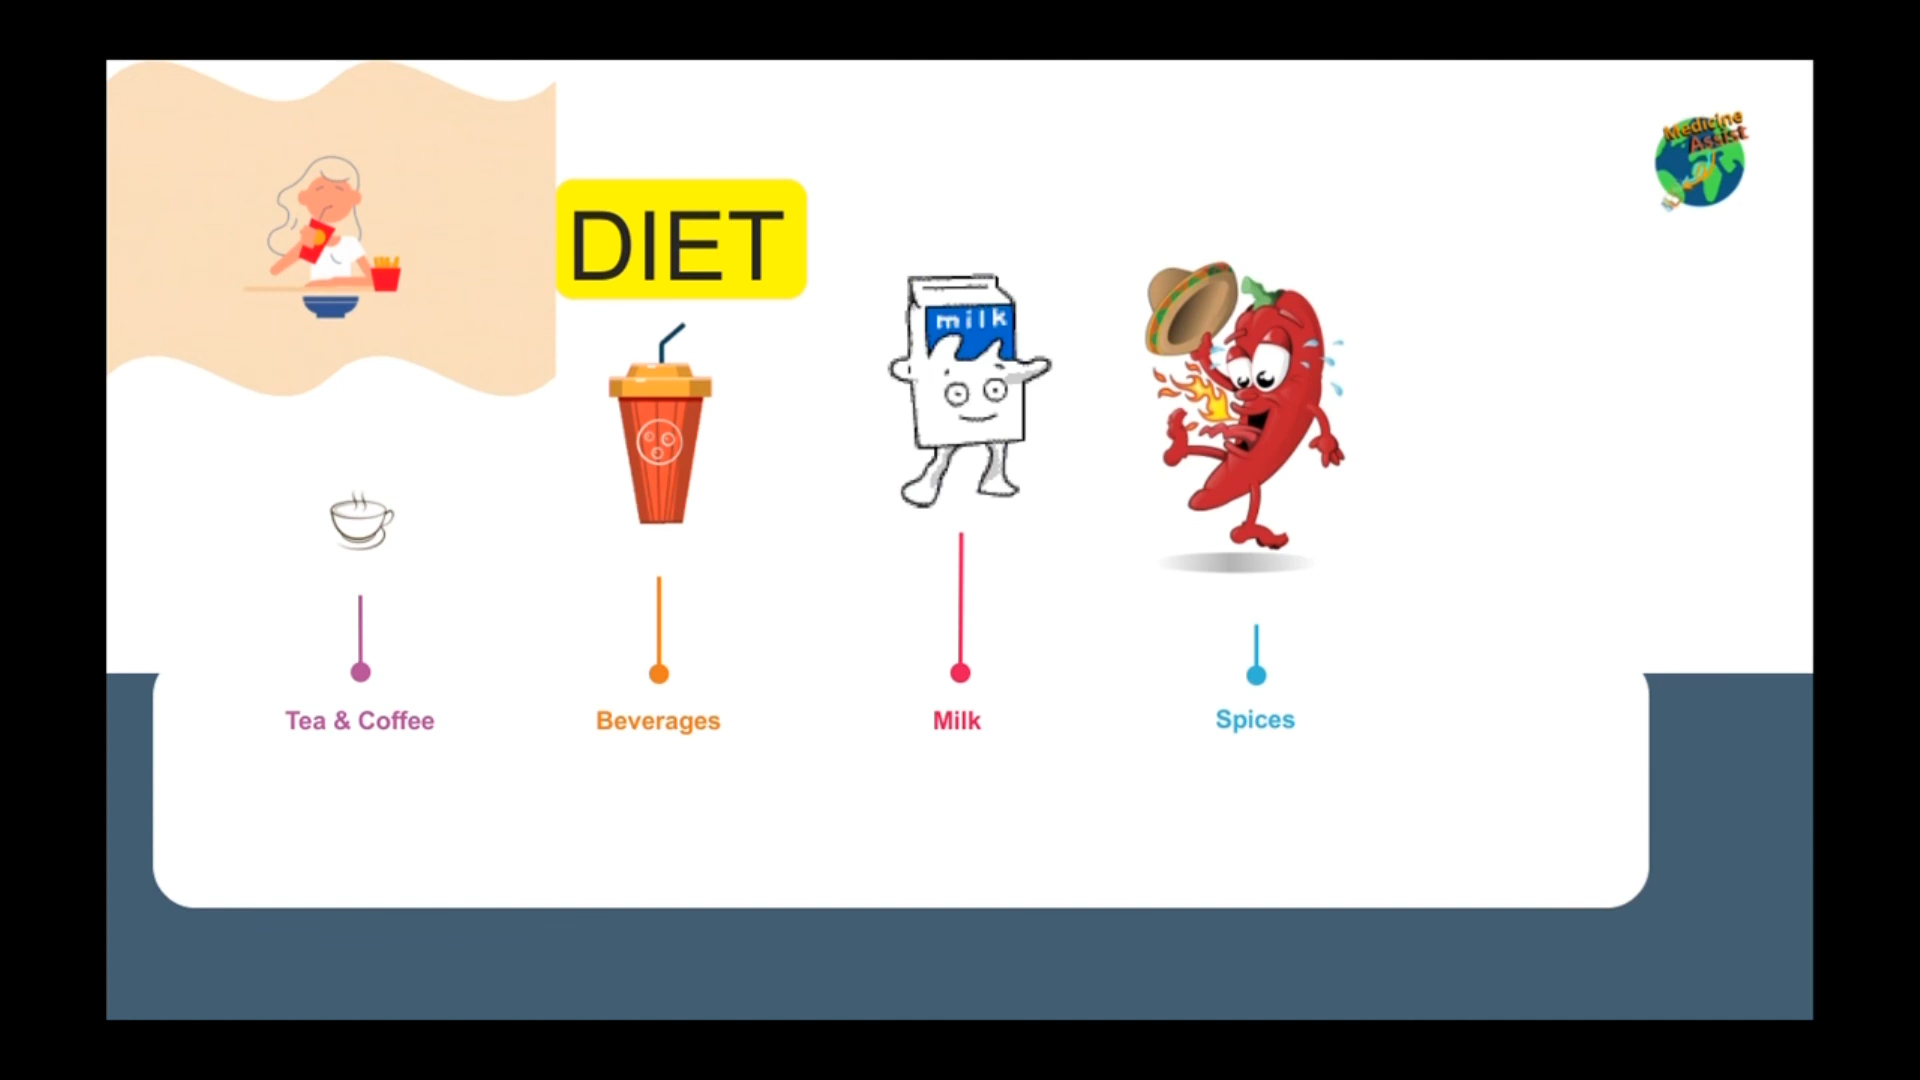 Medicine
Assist
DIET
milk
Tea & Coffee
Beverages
Milk
Spices